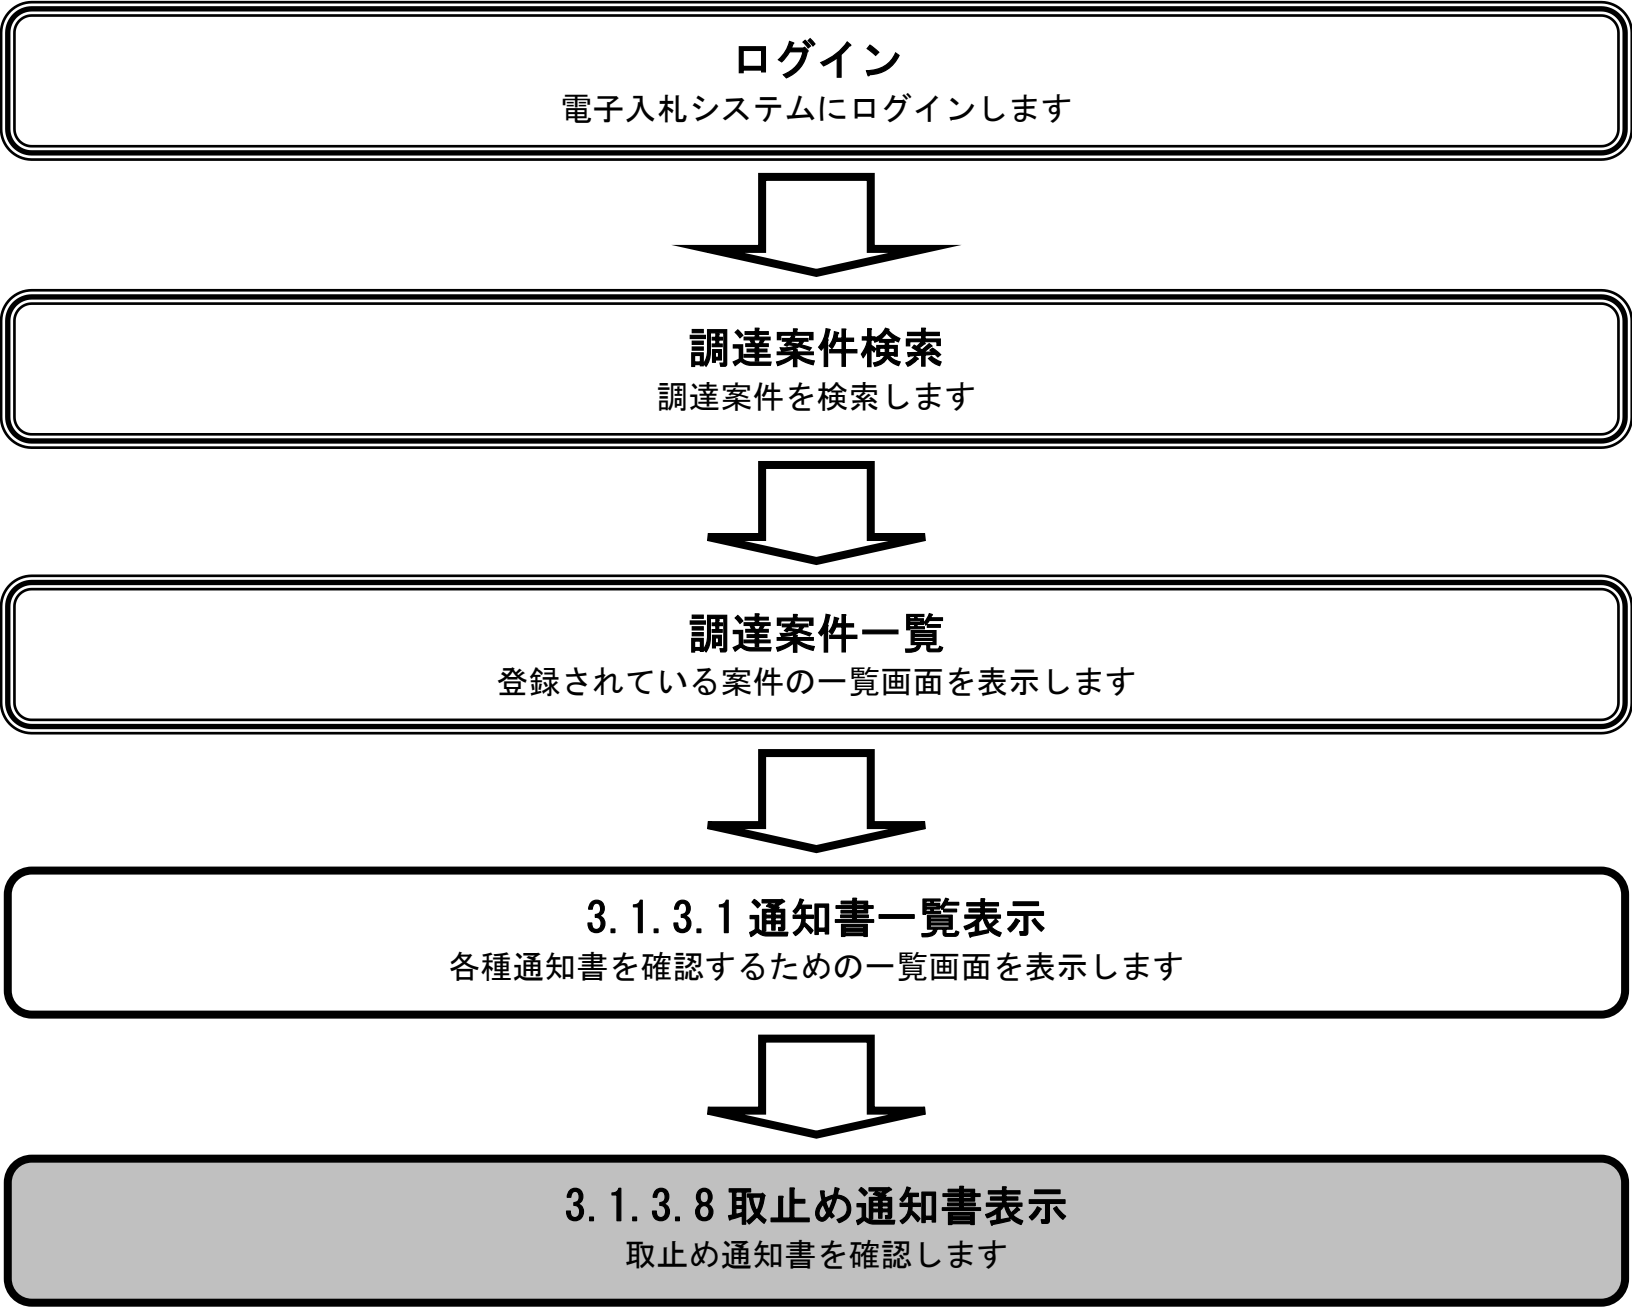 ログイン
電子入札システムにログインします
調達案件検索
調達案件を検索します
調達案件一覧
登録されている案件の一覧画面を表示します
3.1.3.1 通知書一覧表示
各種通知書を確認するための一覧画面を表示します
3.1.3.8 取止め通知書表示
取止め通知書を確認します